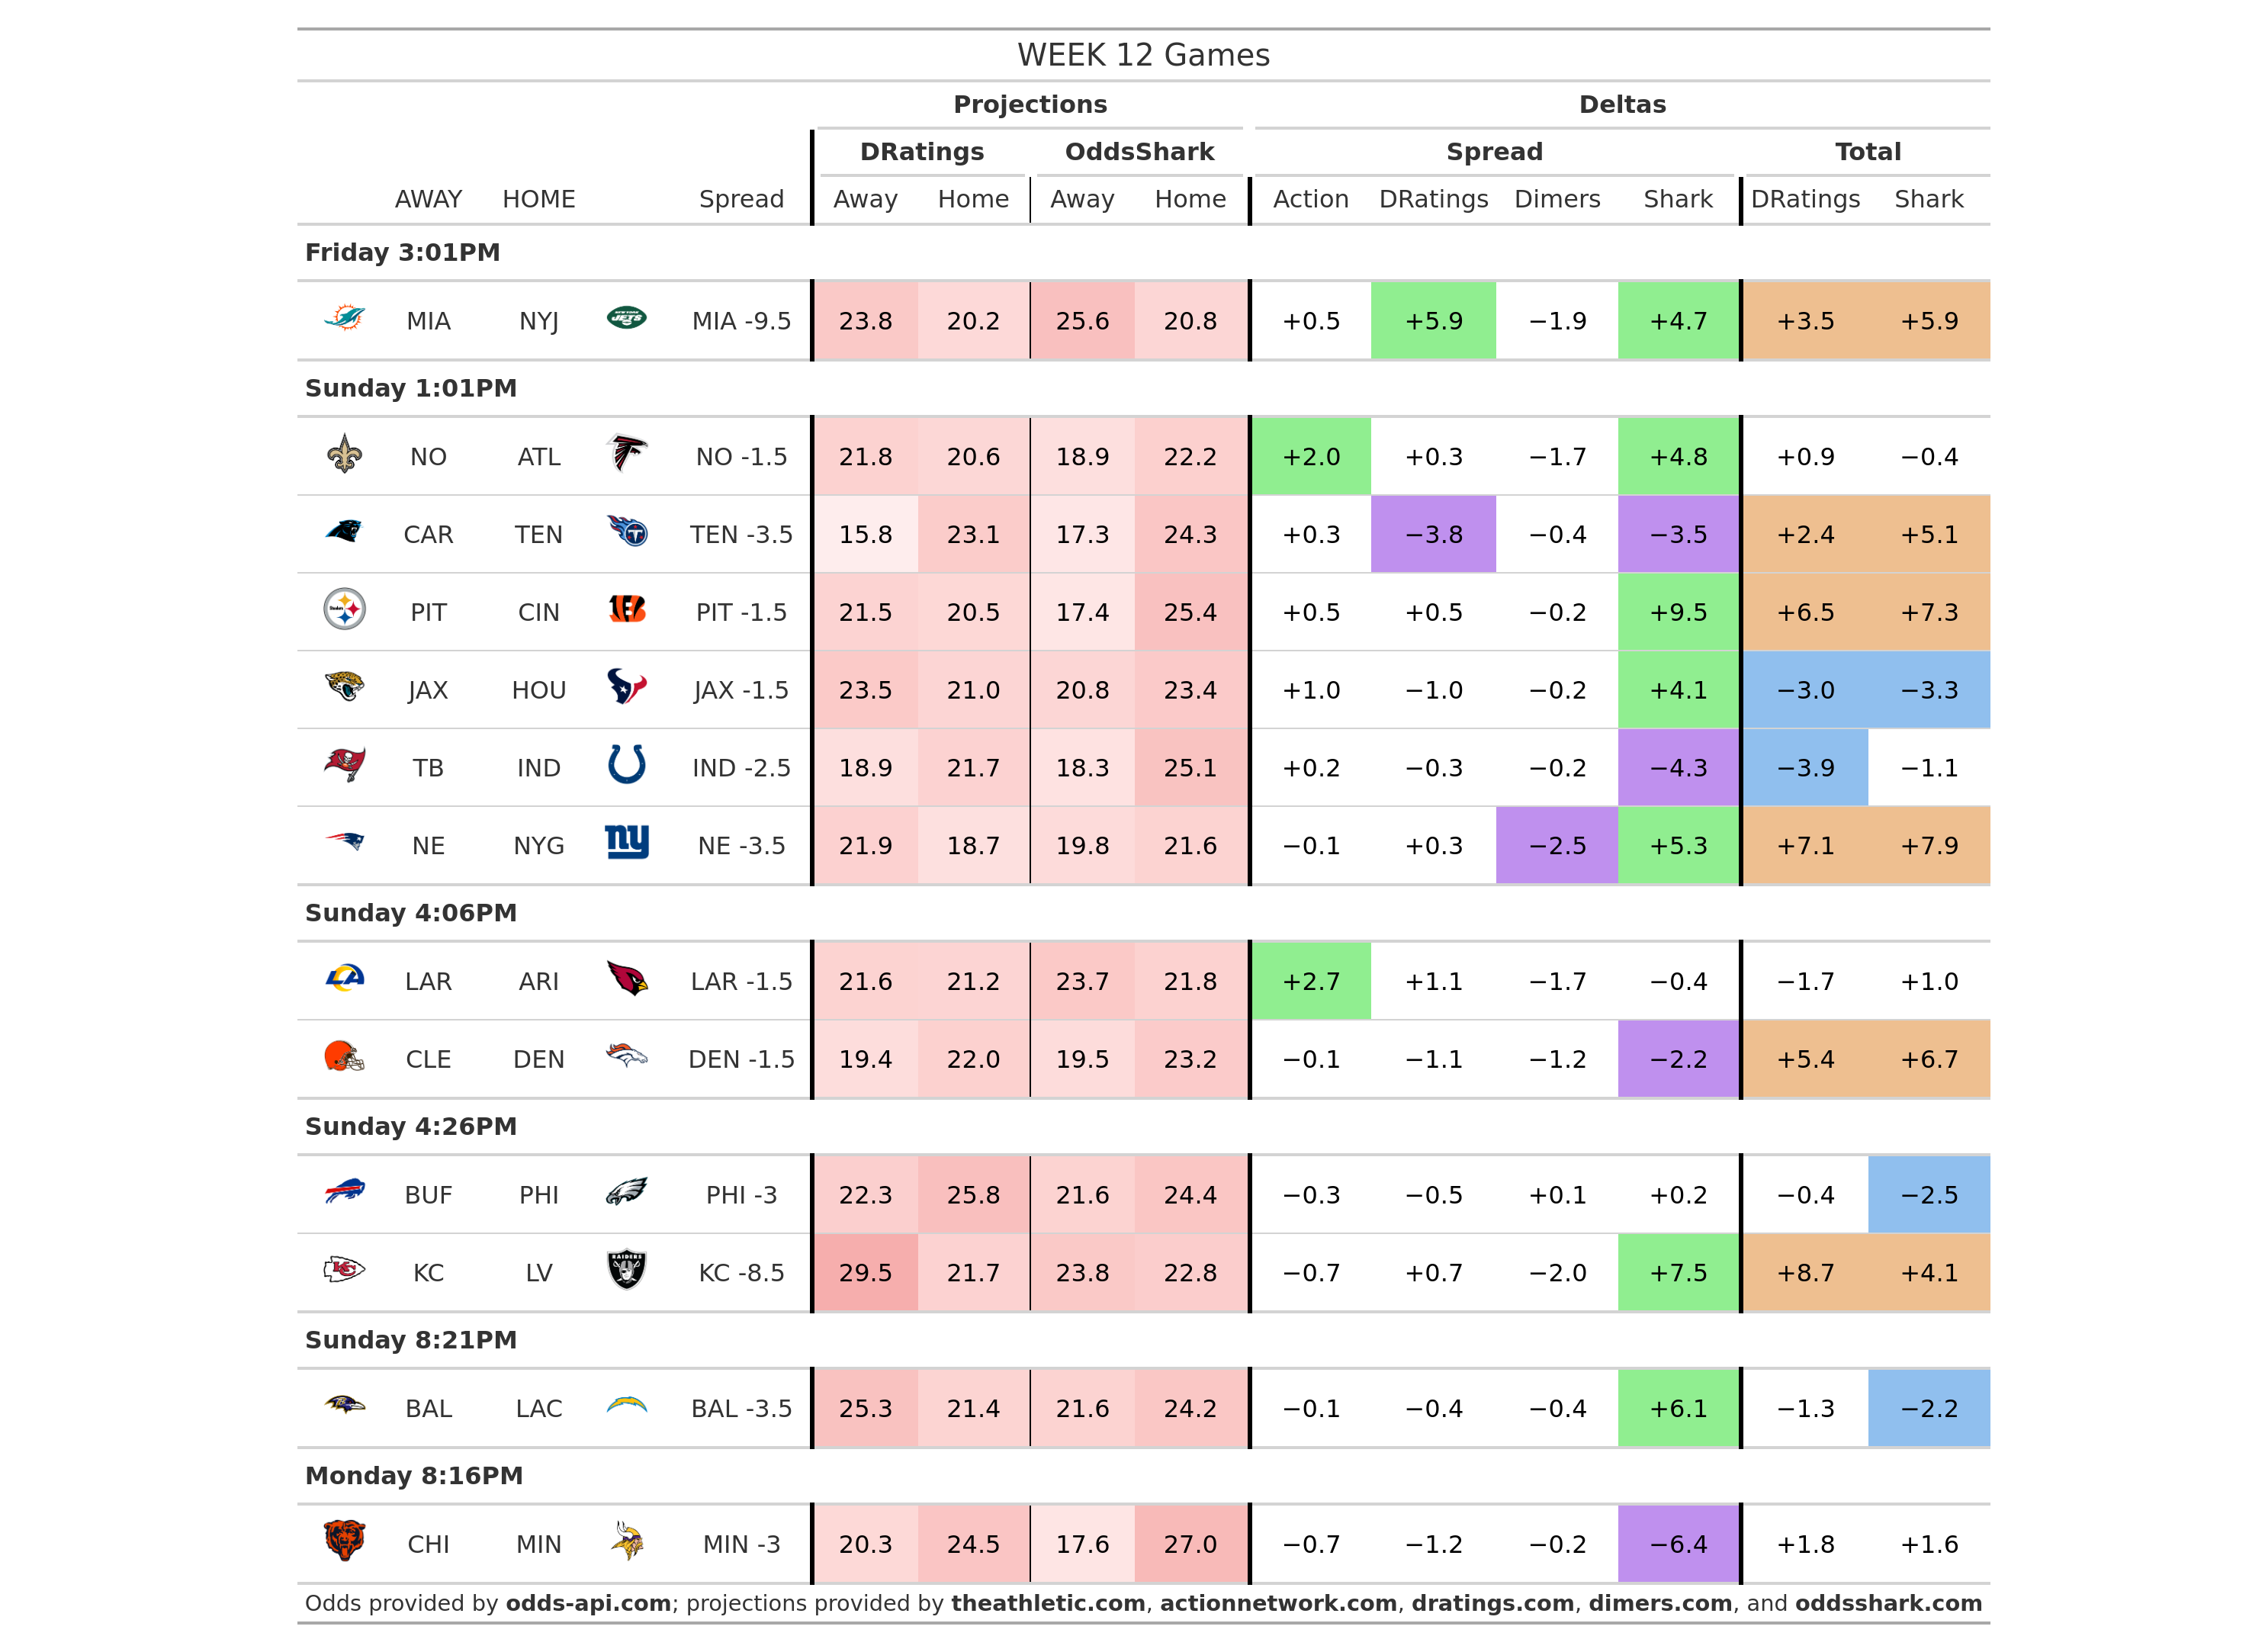 WEEK 12 Games
Projections Deltas
DRatings OddsShark Spread Total
AWAY HOME Spread Away Home Away Home Action DRatings Dimers Shark DRatings Shark
Friday 3:01PM
MIA NYJ MIA -9.5 23.8 20.2 25.6 20.8 +0.5 +5.9 −1.9 +4.7 +3.5 +5.9
Sunday 1:01PM
NO ATL NO -1.5 21.8 20.6 18.9 22.2 +2.0 +0.3 −1.7 +4.8 +0.9 −0.4
CAR TEN TEN -3.5 15.8 23.1 17.3 24.3 +0.3 −3.8 −0.4 −3.5 +2.4 +5.1
PIT CIN PIT -1.5 21.5 20.5 17.4 25.4 +0.5 +0.5 −0.2 +9.5 +6.5 +7.3
JAX HOU JAX -1.5 23.5 21.0 20.8 23.4 +1.0 −1.0 −0.2 +4.1 −3.0 −3.3
TB IND IND -2.5 18.9 21.7 18.3 25.1 +0.2 −0.3 −0.2 −4.3 −3.9 −1.1
NE NYG NE -3.5 21.9 18.7 19.8 21.6 −0.1 +0.3 −2.5 +5.3 +7.1 +7.9
Sunday 4:06PM
LAR ARI LAR -1.5 21.6 21.2 23.7 21.8 +2.7 +1.1 −1.7 −0.4 −1.7 +1.0
CLE DEN DEN -1.5 19.4 22.0 19.5 23.2 −0.1 −1.1 −1.2 −2.2 +5.4 +6.7
Sunday 4:26PM
BUF PHI PHI -3 22.3 25.8 21.6 24.4 −0.3 −0.5 +0.1 +0.2 −0.4 −2.5
KC LV KC -8.5 29.5 21.7 23.8 22.8 −0.7 +0.7 −2.0 +7.5 +8.7 +4.1
Sunday 8:21PM
BAL LAC BAL -3.5 25.3 21.4 21.6 24.2 −0.1 −0.4 −0.4 +6.1 −1.3 −2.2
Monday 8:16PM
CHI MIN MIN -3 20.3 24.5 17.6 27.0 −0.7 −1.2 −0.2 −6.4 +1.8 +1.6
Odds provided by odds-api.com; projections provided by theathletic.com, actionnetwork.com, dratings.com, dimers.com, and oddsshark.com